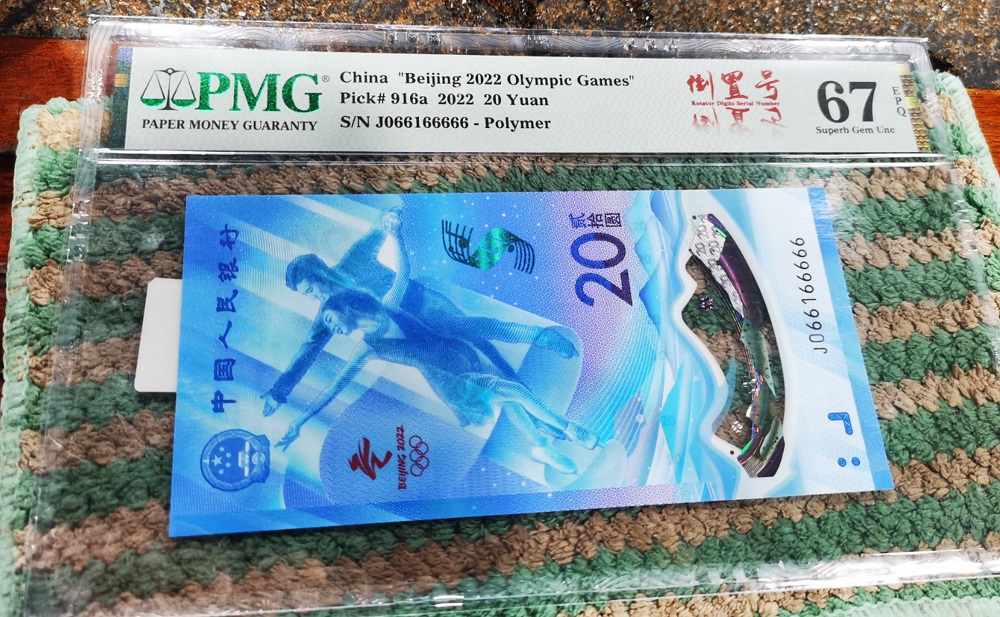 PMG®
PAPER MONEY GUARANTY
China "Beijing 2022 Olympic Games"
Pick# 916a 2022 20 Yuan
S/N J066166666 - Polymer
倒置号
Rotator Digits Serial Number
67
EPQ
Superb Gem Unc
中国人民银行
BEIJING 2022
贰拾圆
20
J066166666